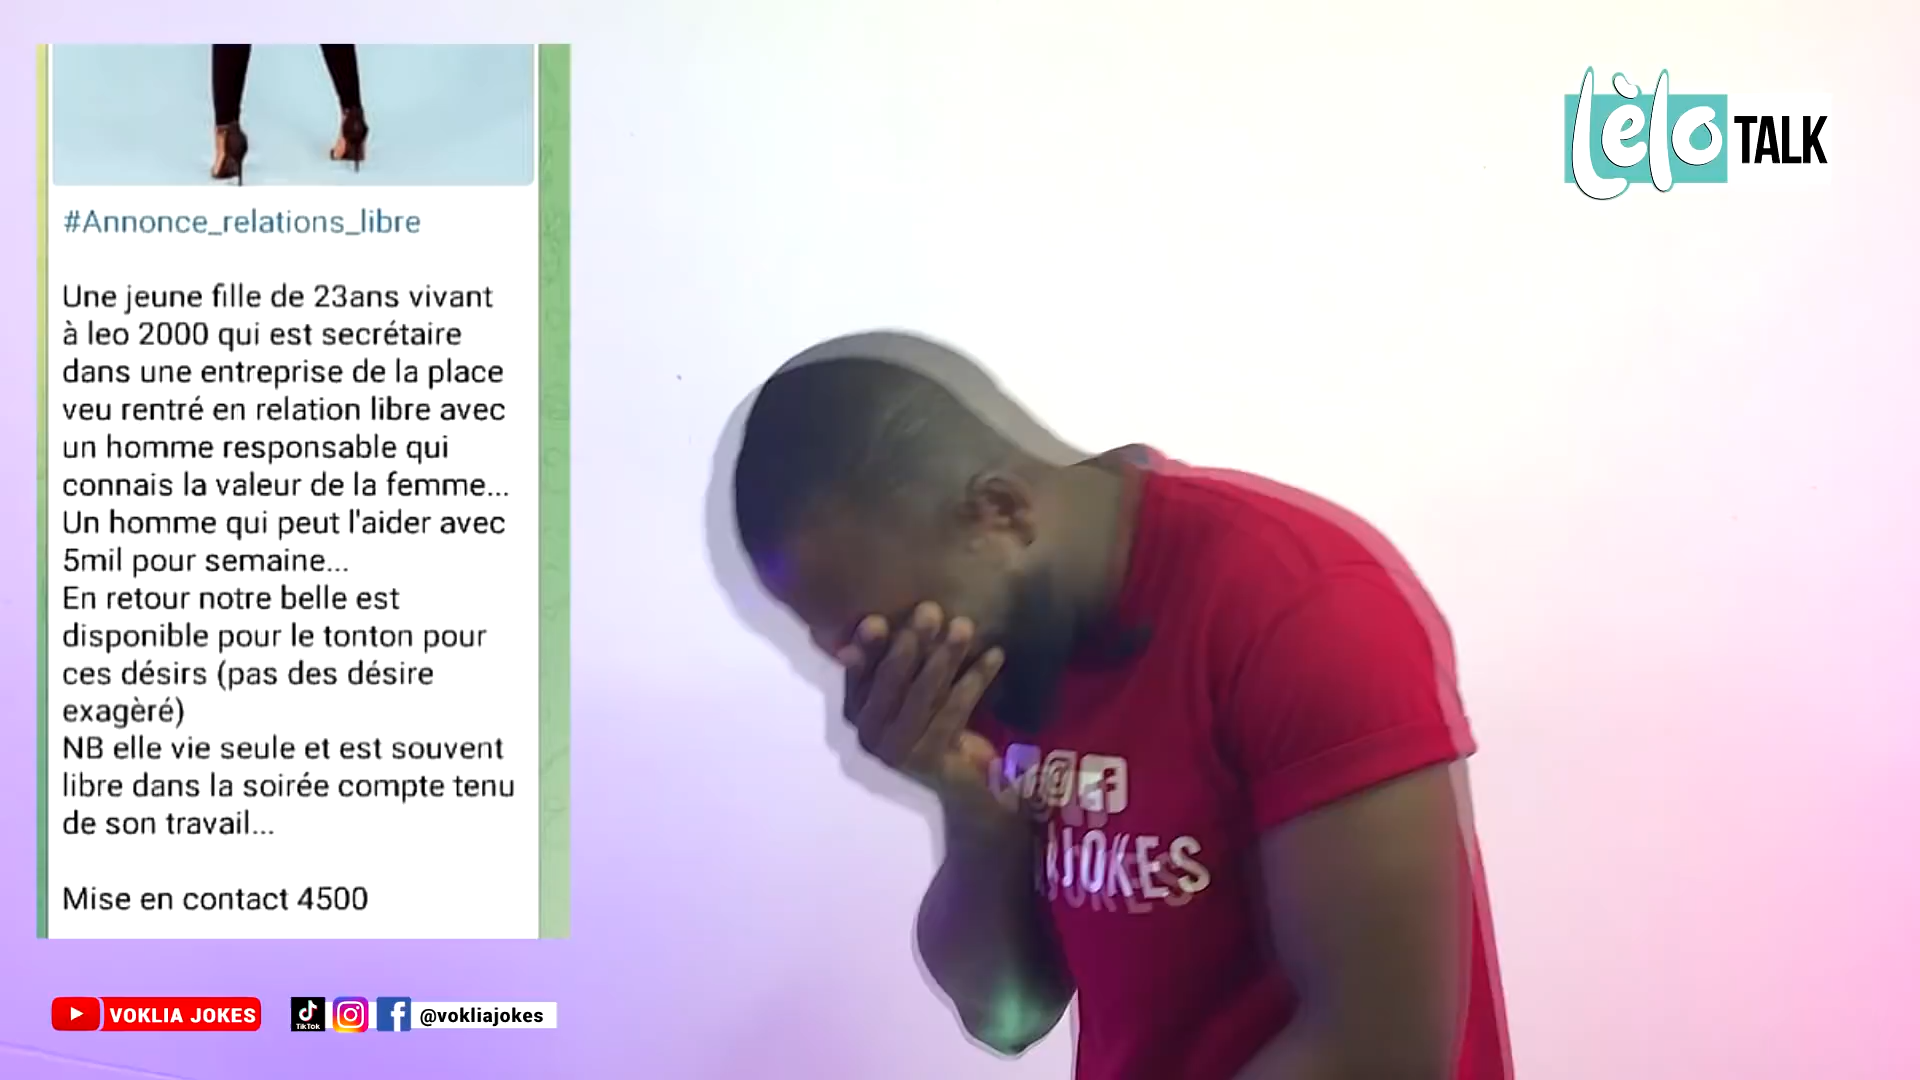 #Annonce_relations_libre
Une jeune fille de 23ans vivant
à leo 2000 qui est secrétaire
dans une entreprise de la place
veu rentré en relation libre avec
un homme responsable qui
connais la valeur de la femme...
Un homme qui peut l'aider avec
5mil pour semaine...
En retour notre belle est
disponible pour le tonton pour
ces désirs (pas des désire
exagèré)
NB elle vie seule et est souvent
libre dans la soirée compte tenu
de son travail...
Mise en contact 4500
Lèlo TALK
JOKES
VOKLIA JOKES
TikTok
@vokliajokes